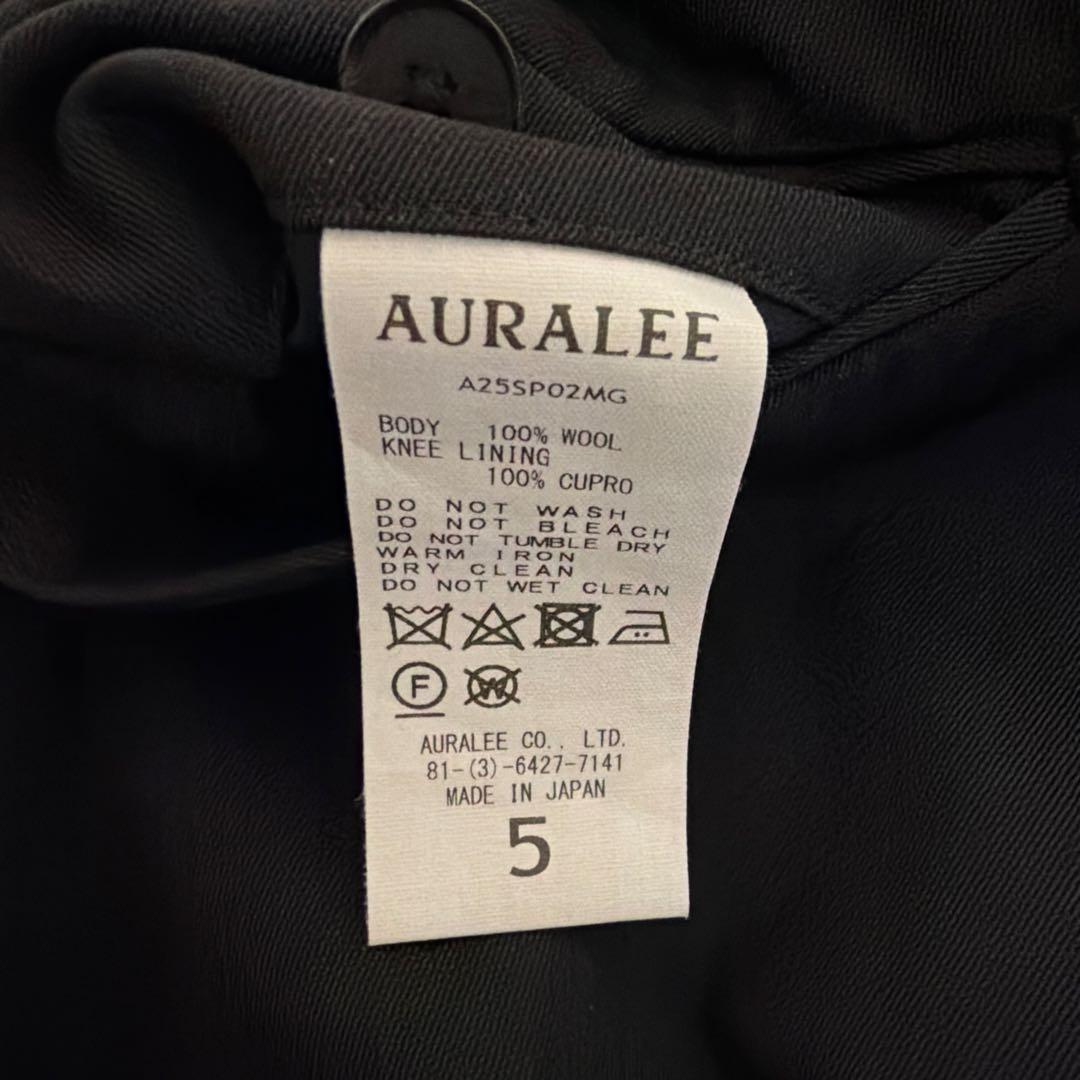 AURALEE
A25SP02MG
BODY 100% WOOL
KNEE LINING
100% CUPRO
DO NOT WASH
DO NOT BLEACH
DO NOT TUMBLE DRY
WARM IRON
DRY CLEAN
DO NOT WET CLEAN
F W
AURALEE CO., LTD.
81-(3)-6427-7141
MADE IN JAPAN
5